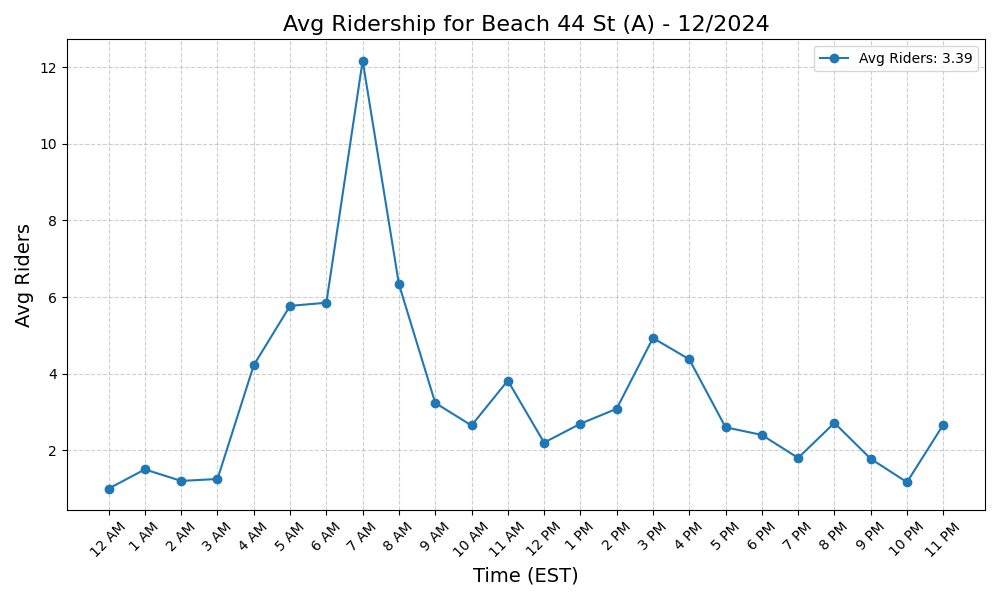 Avg Ridership for Beach 44 St (A) - 12/2024
Avg Riders: 3.39
Avg Riders
12
10
8
6
4
2
12 AM
1 AM
2 AM
3 AM
4 AM
5 AM
6 AM
7 AM
8 AM
9 AM
10 AM
11 AM
12 PM
1 PM
2 PM
3 PM
4 PM
5 PM
6 PM
7 PM
8 PM
9 PM
10 PM
11 PM
Time (EST)